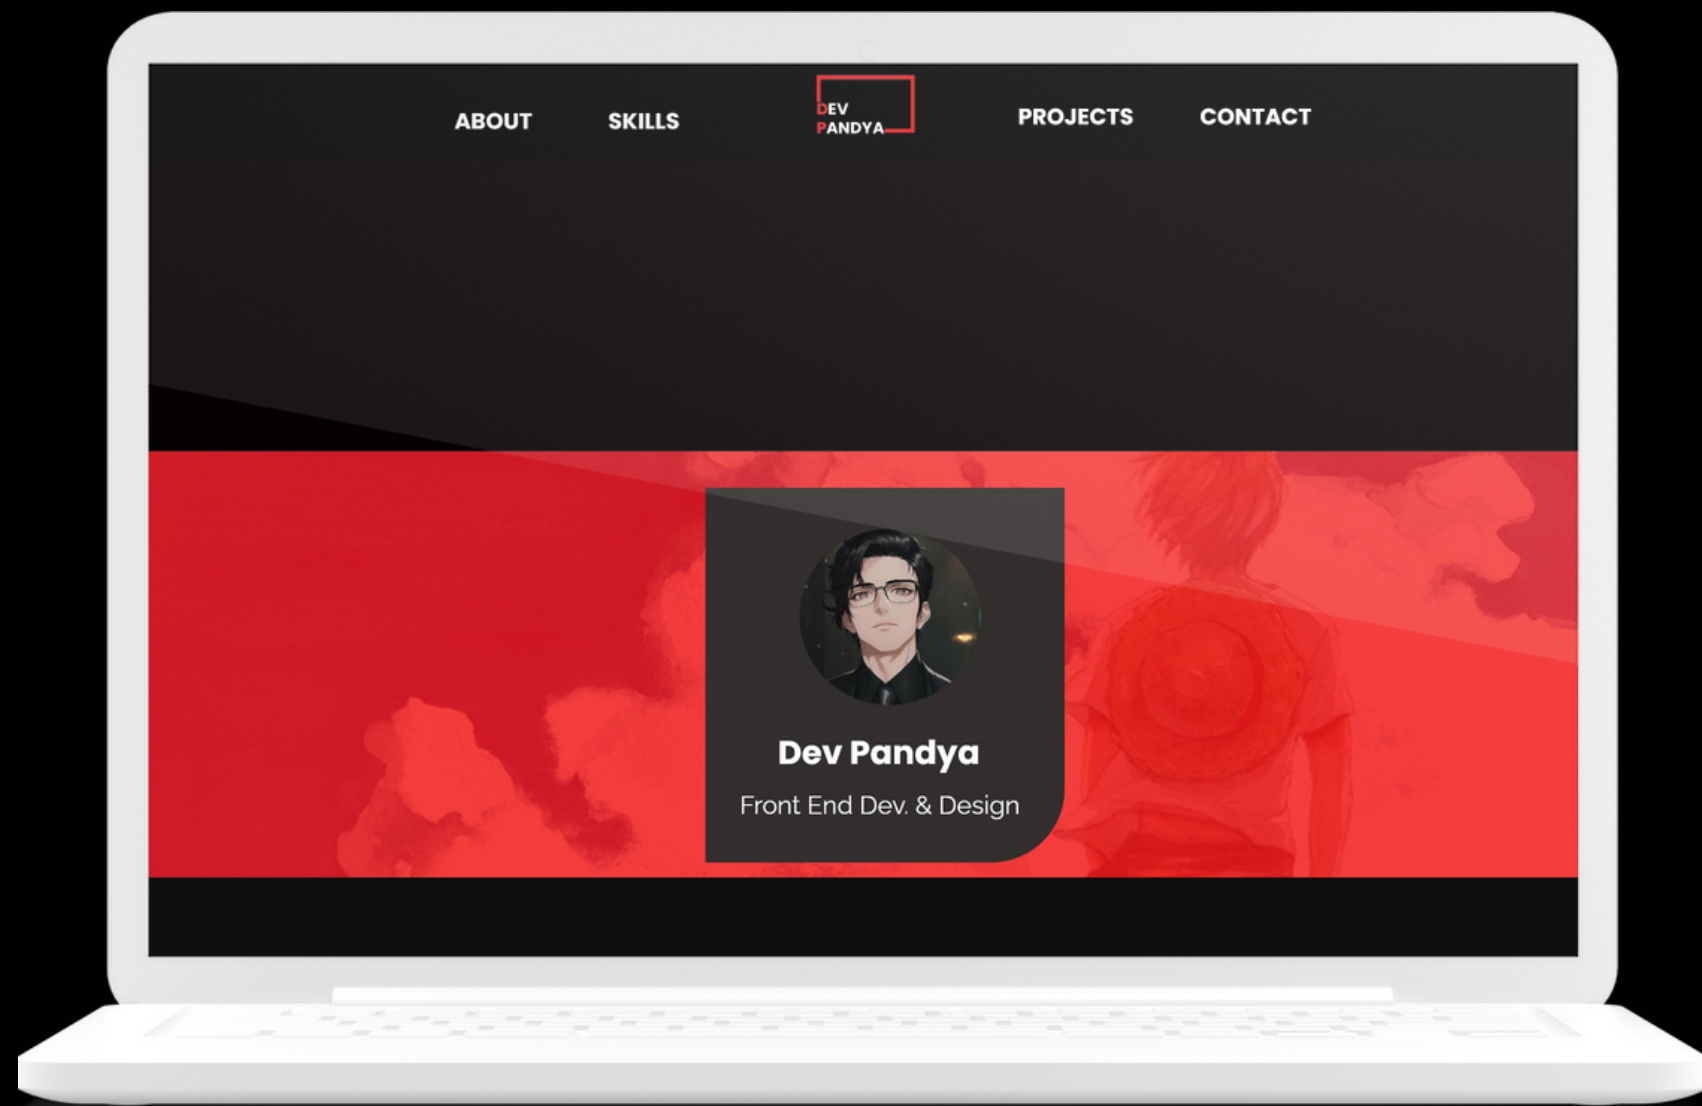 ABOUT
SKILLS
DEV
PANDYA
PROJECTS
CONTACT
Dev Pandya
Front End Dev. & Design